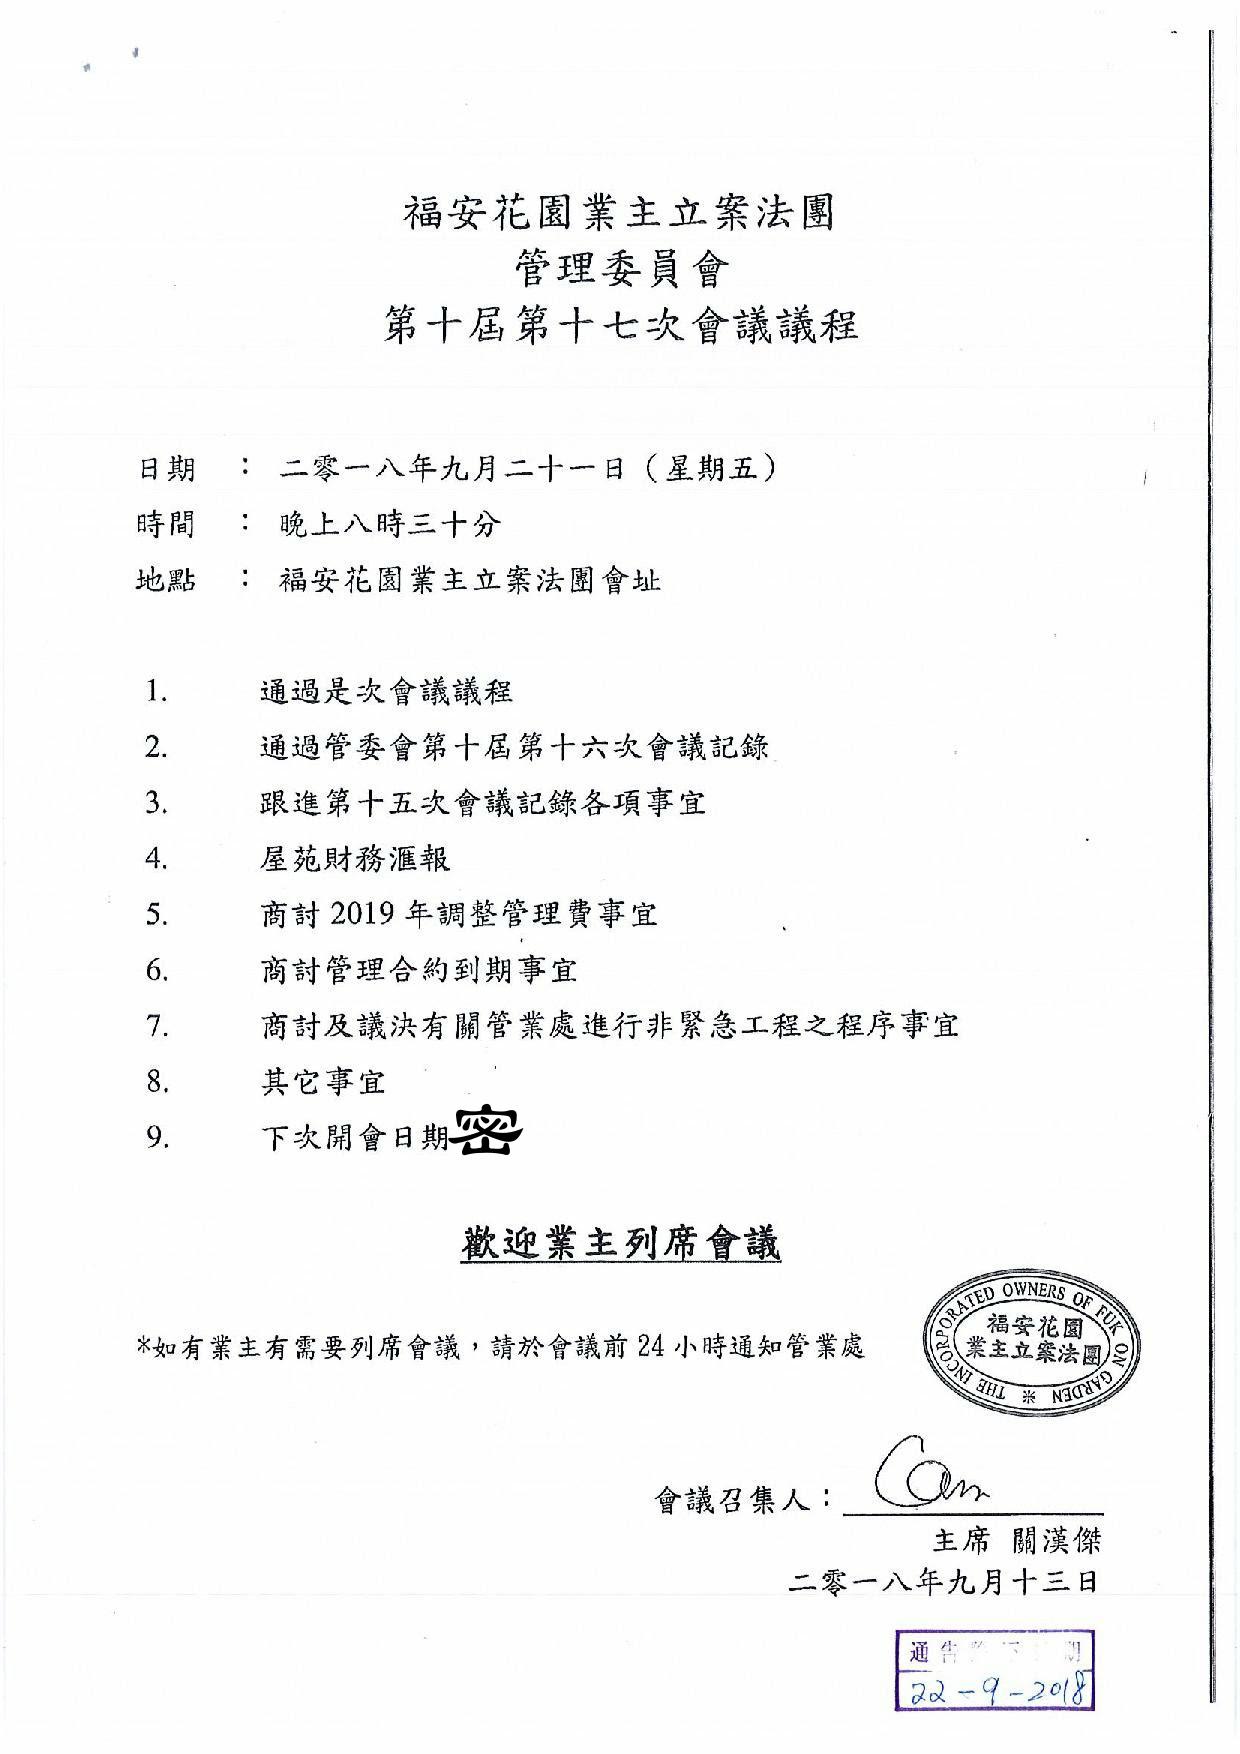 福安花園業主立案法團
管理委員會
第十屆第十七次會議議程
日期 : 二零一八年九月二十一日（星期五）
時間 : 晚上八時三十分
地點 : 福安花園業主立案法團會址
1. 通過是次會議議程
2. 通過管委會第十屆第十六次會議記錄
3. 跟進第十五次會議記錄各項事宜
4. 屋苑財務滙報
5. 商討 2019 年調整管理費事宜
6. 商討管理合約到期事宜
7. 商討及議決有關管業處進行非緊急工程之程序事宜
8. 其它事宜
9. 下次開會日期密
歡迎業主列席會議
*如有業主有需要列席會議，請於會議前 24 小時通知管業處
THE INCORPORATED OWNERS OF FUK ON GARDEN
福安花園
業主立案法團
會議召集人：
主席 關漢傑
二零一八年九月十三日
通告 期
22-9-2018